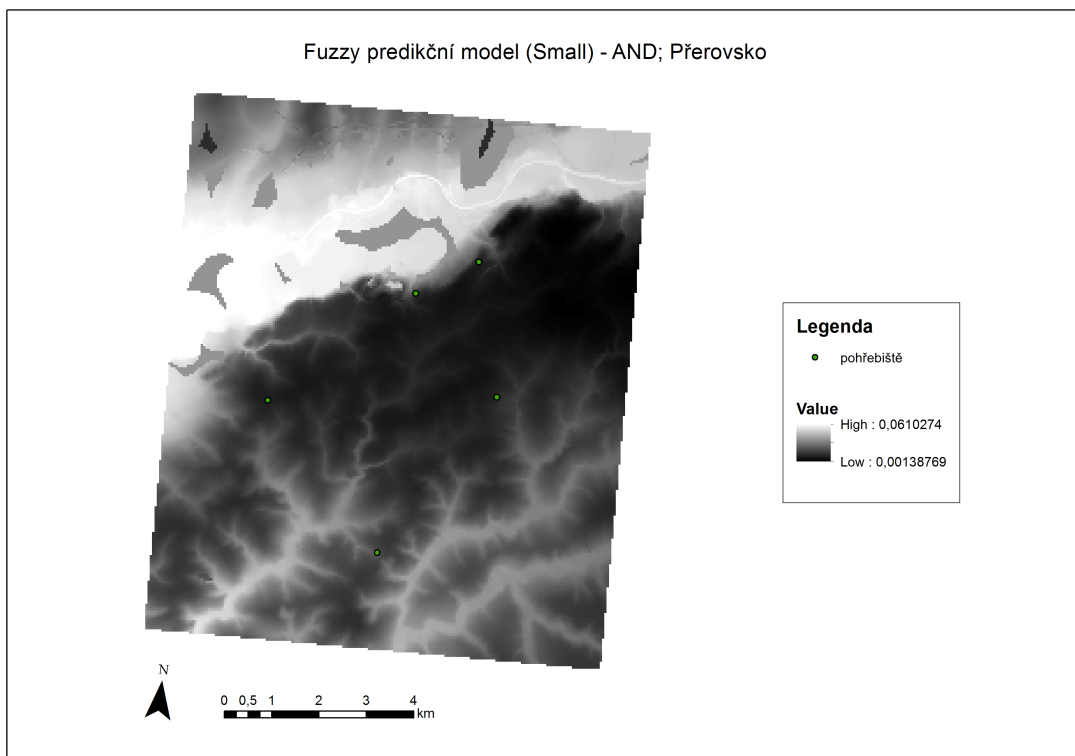 Fuzzy predikční model (Small) - AND; Přerovsko
Legenda
pohřebiště
Value
High : 0,0610274
Low : 0,00138769
N
0 0,5 1 2 3 4
km